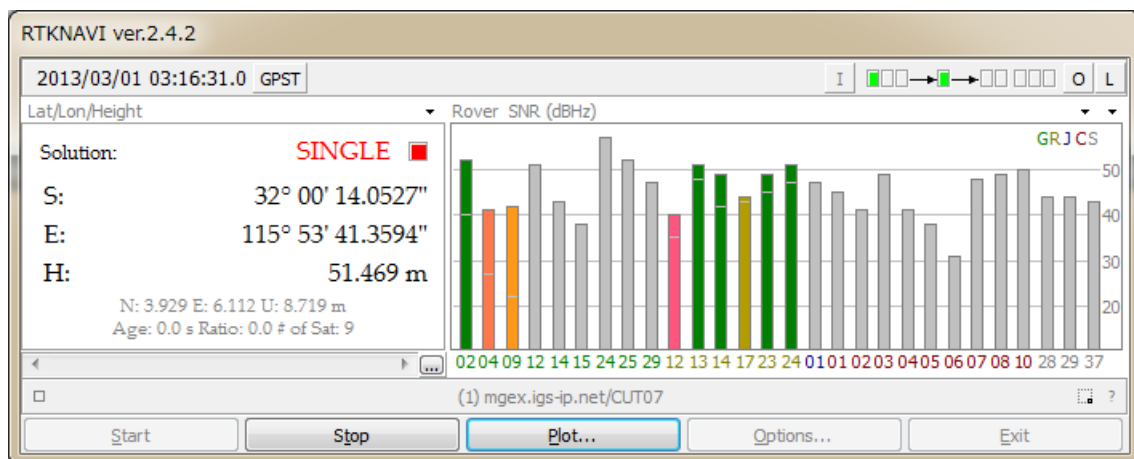 RTKNAVI ver.2.4.2
2013/03/01 03:16:31.0 GPST I O L
Lat/Lon/Height
Rover SNR (dBHz)
Solution: SINGLE
S: 32° 00' 14.0527"
E: 115° 53' 41.3594"
H: 51.469 m
N: 3.929 E: 6.112 U: 8.719 m
Age: 0.0 s Ratio: 0.0 # of Sat: 9
GRJCS
50
40
30
20
02 04 09 12 14 15 24 25 29 12 13 14 17 23 24 01 01 02 03 04 05 06 07 08 10 28 29 37
...
(1) mgex.igs-ip.net/CUT07 ?
Start Stop Plot... Options... Exit